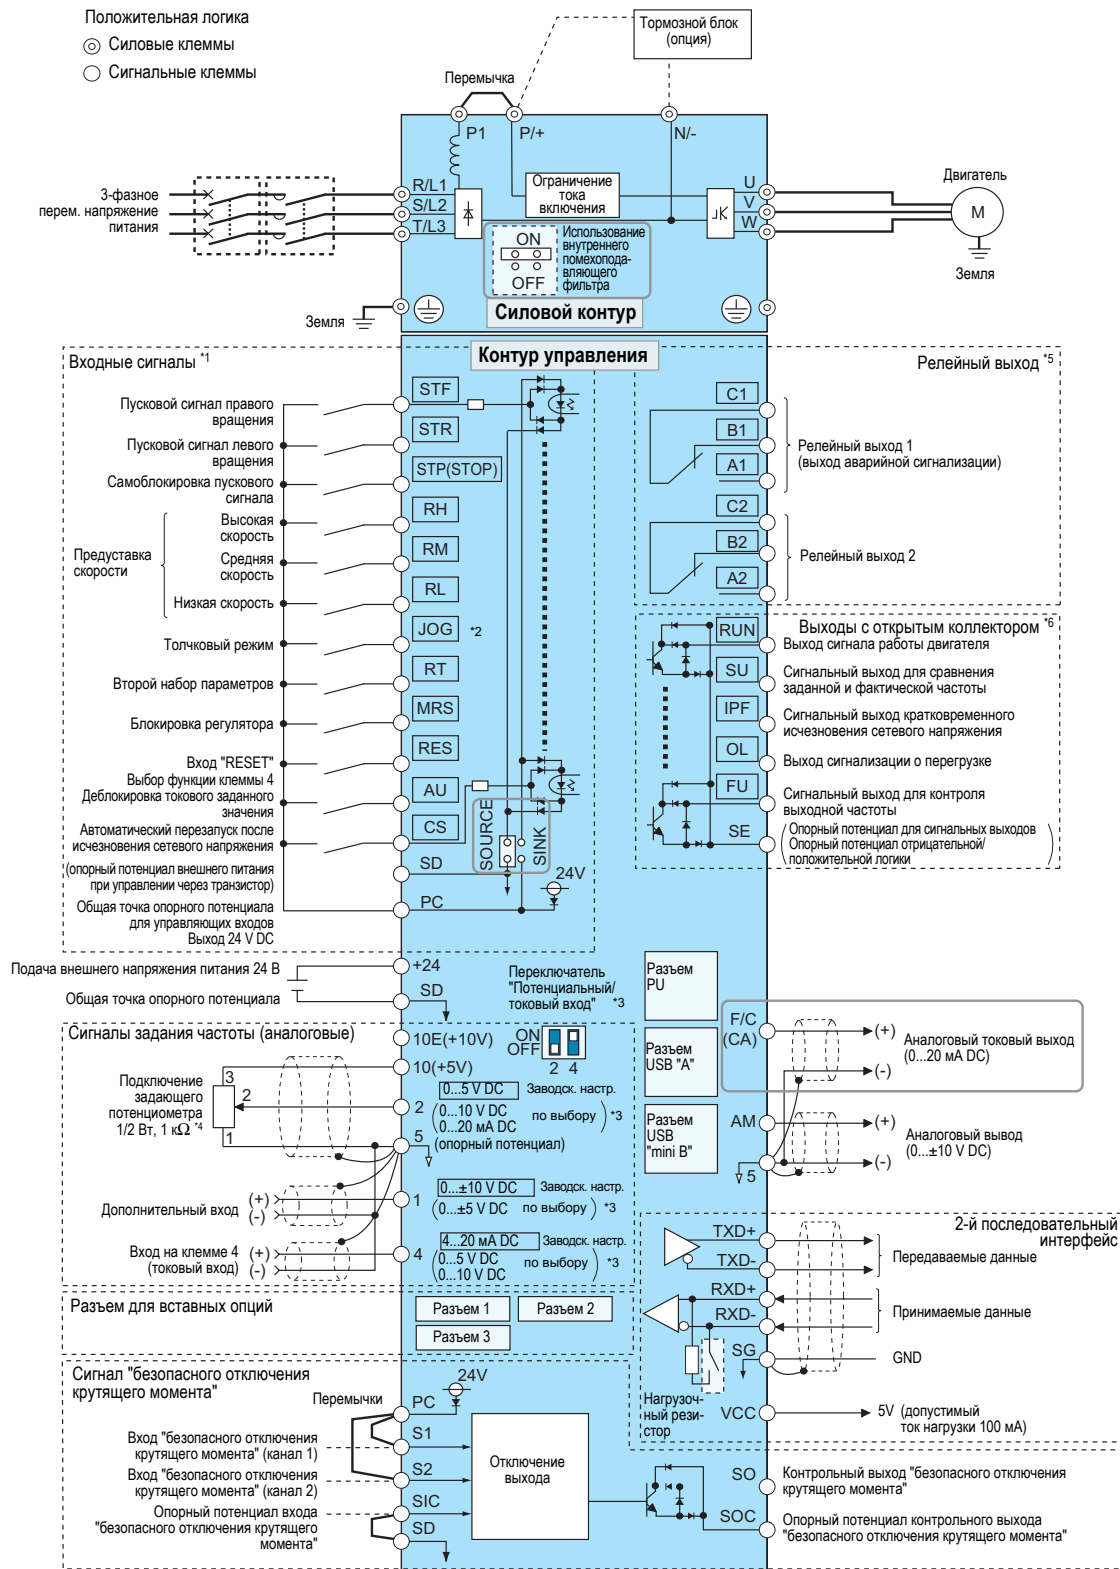 Положительная логика
Силовые клеммы
Сигнальные клеммы
Тормозной блок
(опция)
Перемычка
P1
P/+
N/-
3-фазное
перем. напряжение
питания
R/L1
S/L2
T/L3
Ограничение
тока
включения
U
V
W
Двигатель
M
Земля
ON
OFF
Использование
внутреннего
помехопода-
вляющего
фильтра
Земля
Силовой контур
Контур управления
Входные сигналы *1
Пусковой сигнал правого
вращения
STF
Пусковой сигнал левого
вращения
STR
Самоблокировка пускового
сигнала
STP(STOP)
Предуставка
скорости
Высокая
скорость
RH
Средняя
скорость
RM
Низкая скорость
RL
Толчковый режим
JOG *2
Второй набор параметров
RT
Блокировка регулятора
MRS
Вход "RESET"
RES
Выбор функции клеммы 4
Деблокировка токового заданного
значения
AU
Автоматический перезапуск после
исчезновения сетевого напряжения
CS
SOURCE
SINK
(опорный потенциал внешнего питания
при управлении через транзистор)
SD
24V
Общая точка опорного потенциала
для управляющих входов
Выход 24 V DC
PC
Релейный выход *5
C1
B1
A1
Релейный выход 1
(выход аварийной сигнализации)
C2
B2
A2
Релейный выход 2
Выходы с открытым коллектором *6
RUN
Выход сигнала работы двигателя
SU
Сигнальный выход для сравнения
заданной и фактической частоты
IPF
Сигнальный выход кратковременного
исчезновения сетевого напряжения
OL
Выход сигнализации о перегрузке
FU
Сигнальный выход для контроля
выходной частоты
SE
(Опорный потенциал для сигнальных выходов
Опорный потенциал отрицательной/
положительной логики)
Подача внешнего напряжения питания 24 В
+24
Общая точка опорного потенциала
SD
Переключатель
"Потенциальный/
токовый вход" *3
Разъем
PU
Разъем
USB "A"
Разъем
USB
"mini B"
F/C
(CA)
(+)
(-)
Аналоговый токовый выход
(0...20 мА DC)
AM
5
(+)
(-)
Аналоговый вывод
(0...±10 V DC)
Сигналы задания частоты (аналоговые)
10E(+10V)
ON
OFF
2 4
10(+5V)
Подключение
задающего
потенциометра
1/2 Вт, 1 кΩ *4
3
2
1
2
0...5 V DC Заводск. настр.
(0...10 V DC
0...20 мА DC по выбору) *3
5
(опорный потенциал)
Дополнительный вход
(+)
(-)
1
0...±10 V DC Заводск. настр.
(0...±5 V DC по выбору) *3
Вход на клемме 4
(токовый вход)
(+)
(-)
4
4...20 мА DC Заводск. настр.
(0...5 V DC
0...10 V DC по выбору) *3
Разъем для вставных опций
Разъем 1
Разъем 2
Разъем 3
2-й последовательный
интерфейс
TXD+
TXD-
Передаваемые данные
RXD+
RXD-
Принимаемые данные
SG
GND
Нагрузоч-
ный рези-
стор
VCC
5V (допустимый
ток нагрузки 100 мА)
Сигнал "безопасного отключения
крутящего момента"
Перемычки
24V
PC
Вход "безопасного отключения
крутящего момента" (канал 1)
S1
Вход "безопасного отключения
крутящего момента" (канал 2)
S2
Опорный потенциал входа
"безопасного отключения крутящего
момента"
SIC
SD
Отключение
выхода
SO
Контрольный выход "безопасного отключения
крутящего момента"
SOC
Опорный потенциал контрольного выхода
"безопасного отключения крутящего момента"